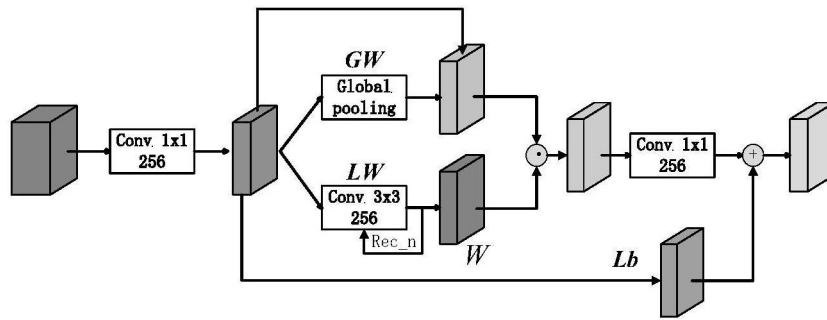 GW
Global
pooling
Conv. 1x1
256
LW
Conv. 3x3
256
Rec_n
W
Conv. 1x1
256
+
Lb